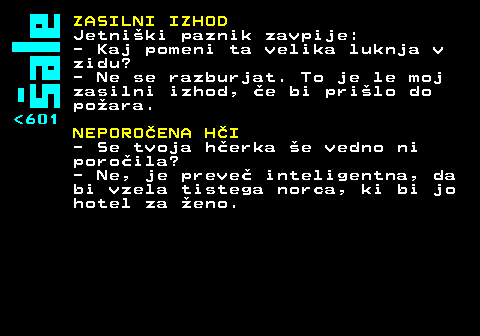 Šale
<601
ZASILNI IZHOD
Jetniški paznik zavpije:
- Kaj pomeni ta velika luknja v
zidu?
- Ne se razburjat. To je le moj
zasilni izhod, če bi prišlo do
požara.
NEPOROČENA HČI
- Se tvoja hčerka še vedno ni
poročila?
- Ne, je preveč inteligentna, da
bi vzela tistega norca, ki bi jo
hotel za ženo.